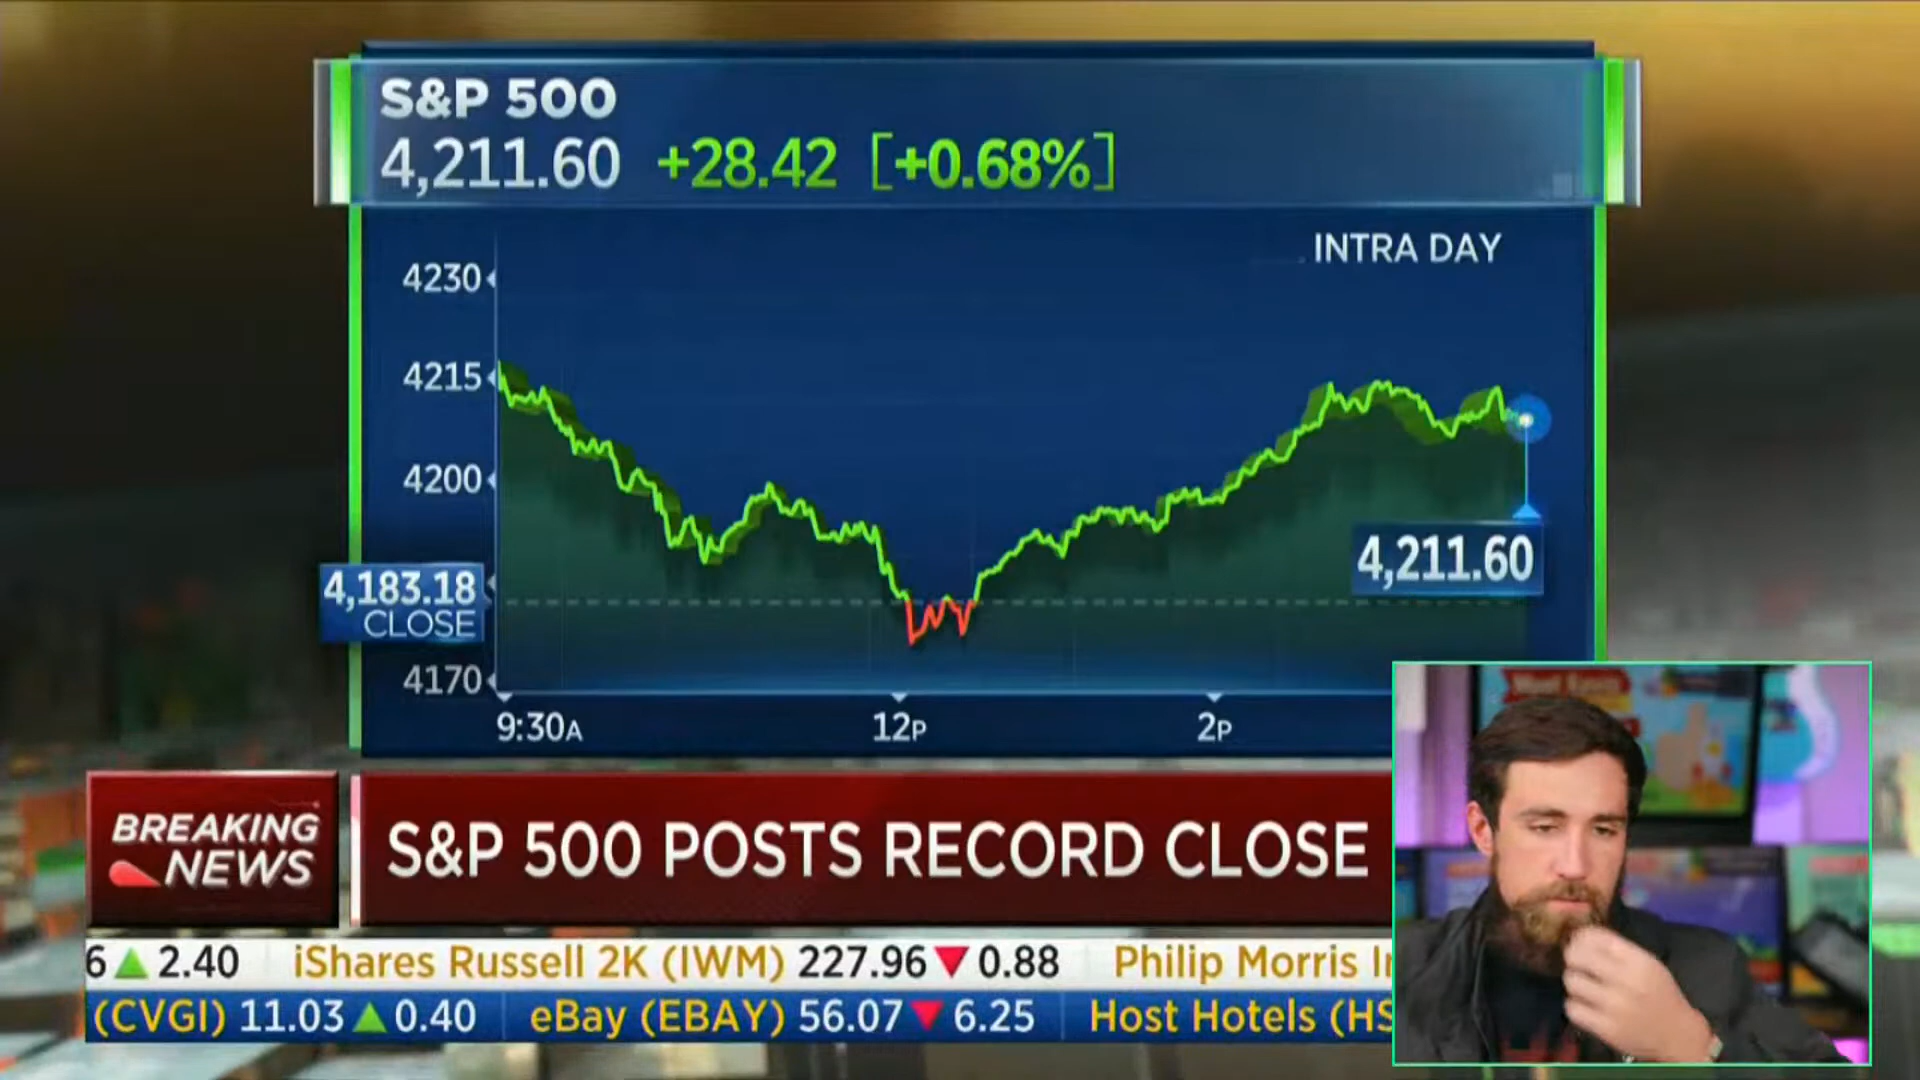 S&P 500
4,211.60 +28.42 [+0.68%]
INTRA DAY
4230
4215
4200
4,183.18
CLOSE
4170
4,211.60
9:30A 12P 2P
BREAKING
NEWS
S&P 500 POSTS RECORD CLOSE
6 ▲ 2.40 iShares Russell 2K (IWM) 227.96 ▼ 0.88 Philip Morris
(CVGI) 11.03 ▲ 0.40 eBay (EBAY) 56.07 ▼ 6.25 Host Hotels (HS